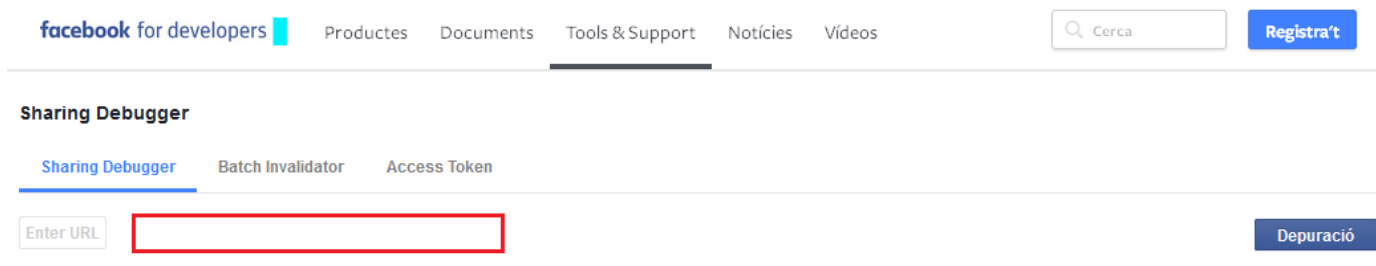 facebook for developers Productes Documents Tools & Support Notícies Vídeos Cerca Registra't
Sharing Debugger
Sharing Debugger Batch Invalidator Access Token
Enter URL Depuració